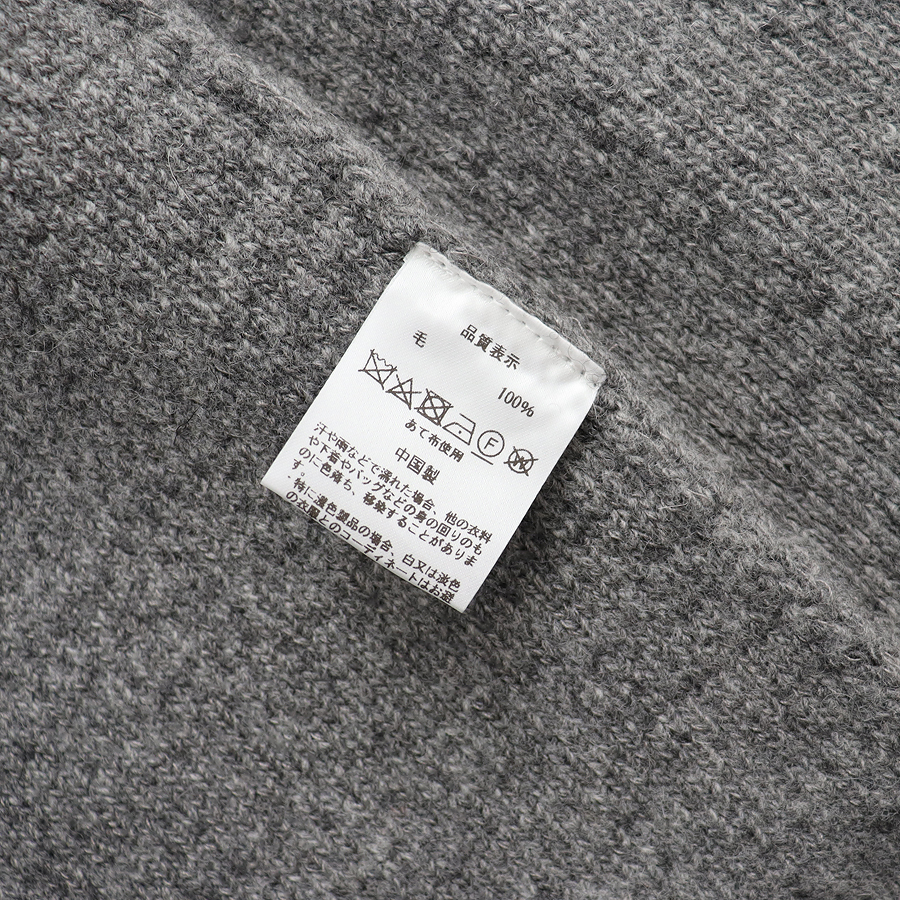 品質表示
毛 100%
F
W
あて布使用
中国製
汗や雨などで濡れた場合、他の衣料
や下着やバッグなどの身の回りのも
のに色落ち、移染することがありま
す。
・特に濃色製品の場合、白又は淡色
の衣服とのコーディネートはお避